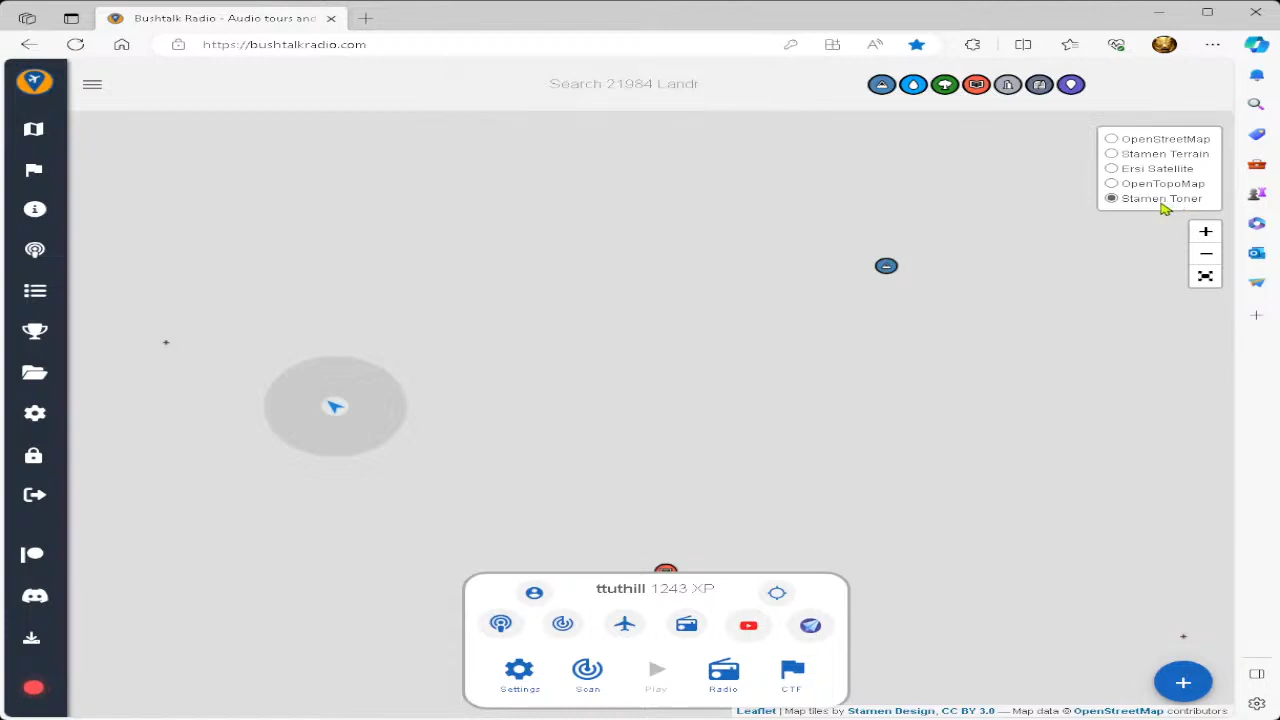 Bushtalk Radio - Audio tours and
https://bushtalkradio.com
Search 21984 Landr
OpenStreetMap
Stamen Terrain
Ersi Satellite
OpenTopoMap
Stamen Toner
+
−
ttuthill 1243 XP
Settings
Scan
Play
Radio
CTF
+
Leaflet | Map tiles by Stamen Design, CC BY 3.0 — Map data © OpenStreetMap contributors